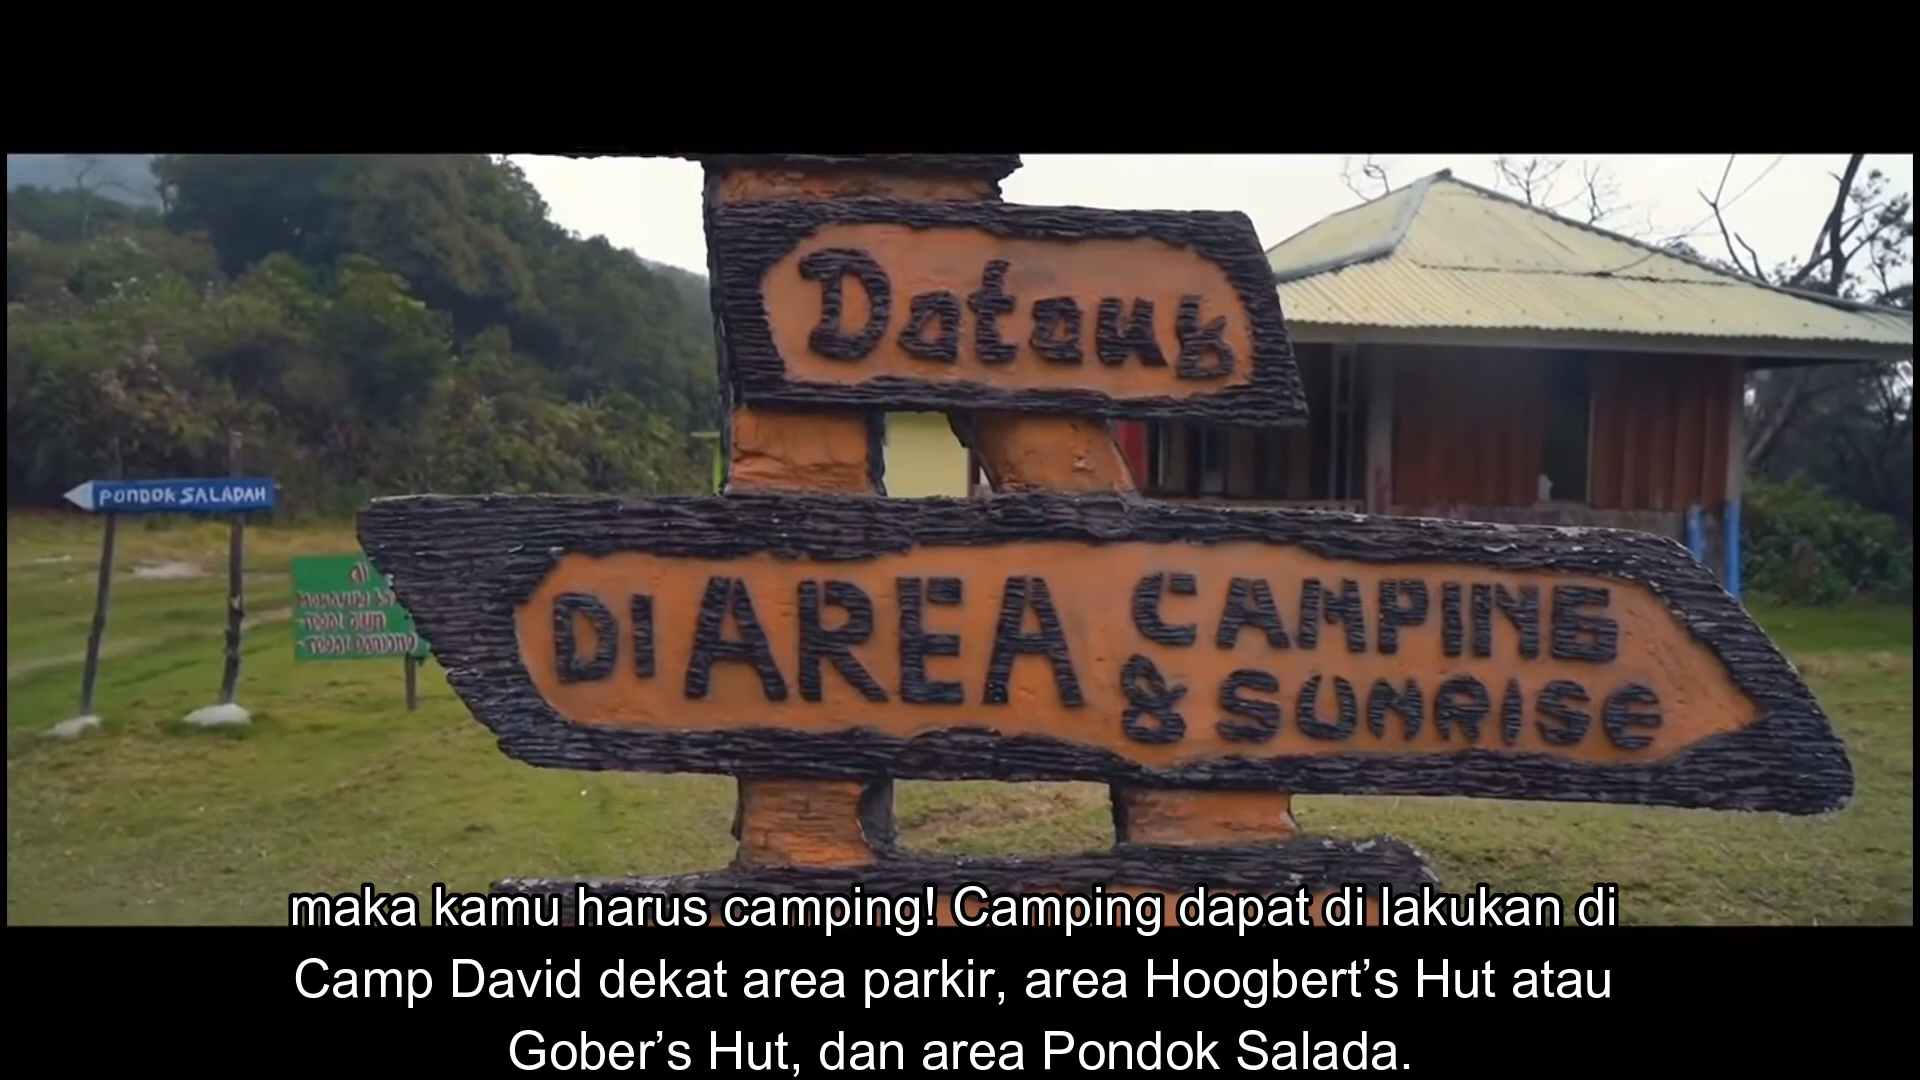 Datang
PONDOK SALADAH
DI AREA CAMPING
& SUNRISE
maka kamu harus camping! Camping dapat di lakukan di
Camp David dekat area parkir, area Hoogbert’s Hut atau
Gober’s Hut, dan area Pondok Salada.